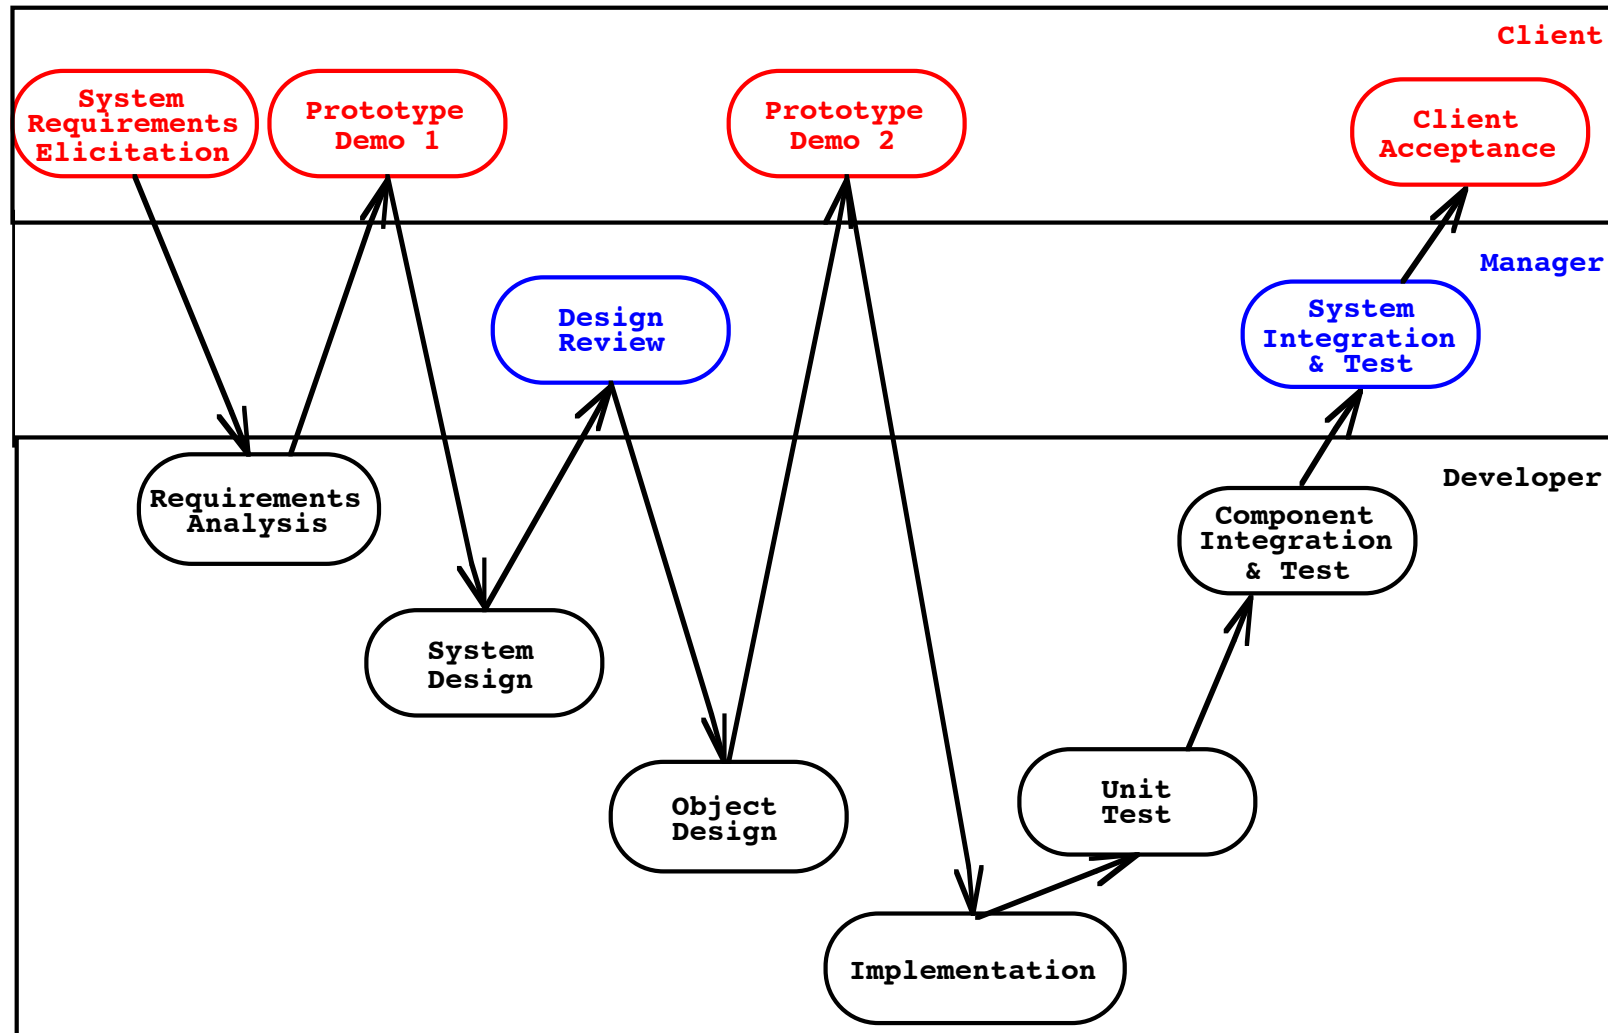 Client
System
Requirements
Elicitation
Prototype
Demo 1
Prototype
Demo 2
Client
Acceptance
Manager
Design
Review
System
Integration
& Test
Developer
Requirements
Analysis
Component
Integration
& Test
System
Design
Object
Design
Unit
Test
Implementation